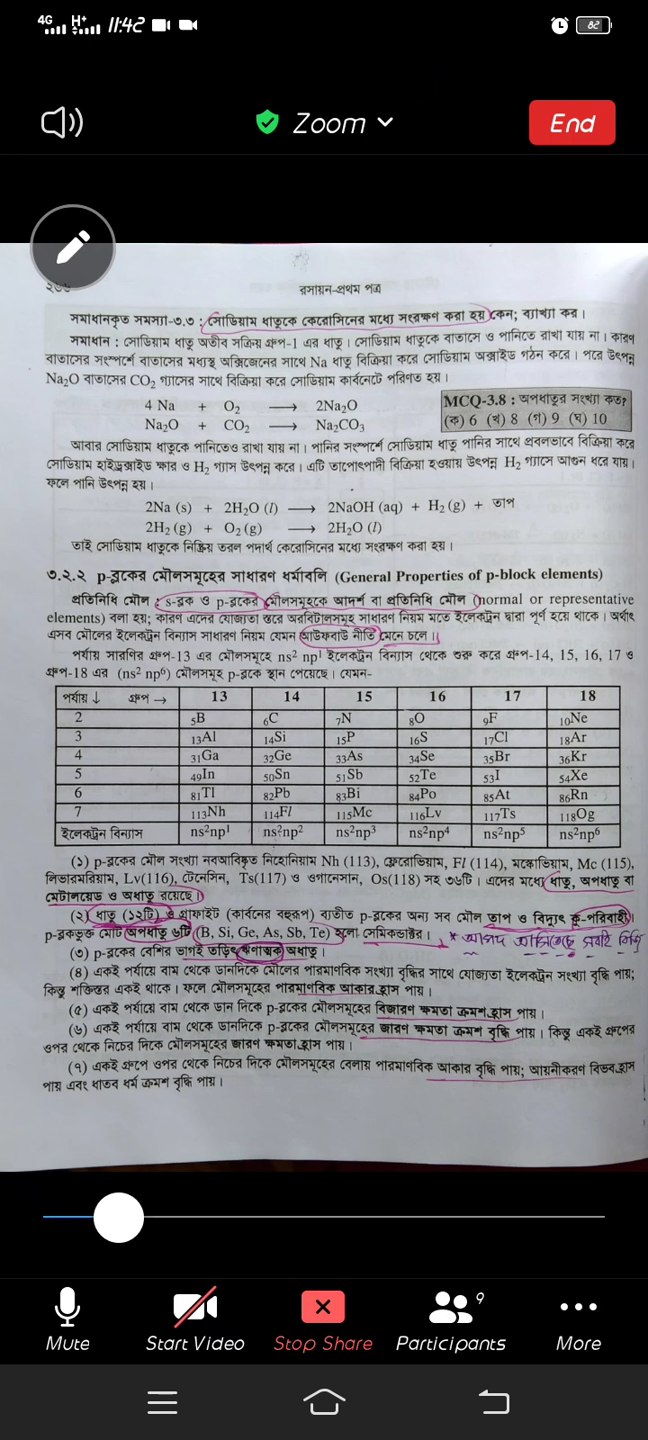 4G H+ 11:42 82
Zoom End
২৬৬ রসায়ন-প্রথম পত্র
সমাধানকৃত সমস্যা-৩.৩ : সোডিয়াম ধাতুকে কেরোসিনের মধ্যে সংরক্ষণ করা হয় কেন; ব্যাখ্যা কর।
সমাধান : সোডিয়াম ধাতু অতীব সক্রিয় গ্রুপ-1 এর ধাতু। সোডিয়াম ধাতুকে বাতাসে ও পানিতে রাখা যায় না। কারণ
বাতাসের সংস্পর্শে বাতাসের মধ্যস্থ অক্সিজেনের সাথে Na ধাতু বিক্রিয়া করে সোডিয়াম অক্সাইড গঠন করে। পরে উৎপন্ন
Na₂O বাতাসের CO₂ গ্যাসের সাথে বিক্রিয়া করে সোডিয়াম কার্বনেটে পরিণত হয়।
4 Na + O₂ ⟶ 2Na₂O
Na₂O + CO₂ ⟶ Na₂CO₃
MCQ-3.8 : অপধাতুর সংখ্যা কত?
(ক) 6 (খ) 8 (গ) 9 (ঘ) 10
আবার সোডিয়াম ধাতুকে পানিতেও রাখা যায় না। পানির সংস্পর্শে সোডিয়াম ধাতু পানির সাথে প্রবলভাবে বিক্রিয়া করে
সোডিয়াম হাইড্রক্সাইড ক্ষার ও H₂ গ্যাস উৎপন্ন করে। এটি তাপোৎপাদী বিক্রিয়া হওয়ায় উৎপন্ন H₂ গ্যাসে আগুন ধরে যায়।
ফলে পানি উৎপন্ন হয়।
2Na (s) + 2H₂O (l) ⟶ 2NaOH (aq) + H₂(g) + তাপ
2H₂(g) + O₂(g) ⟶ 2H₂O (l)
তাই সোডিয়াম ধাতুকে নিষ্ক্রিয় তরল পদার্থ কেরোসিনের মধ্যে সংরক্ষণ করা হয়।
৩.২.২ p-ব্লকের মৌলসমূহের সাধারণ ধর্মাবলি (General Properties of p-block elements)
প্রতিনিধি মৌল : s-ব্লক ও p-ব্লকের মৌলসমূহকে আদর্শ বা প্রতিনিধি মৌল (normal or representative
elements) বলা হয়; কারণ এদের যোজ্যতা স্তরে অরবিটালসমূহ সাধারণ নিয়ম মতে ইলেকট্রন দ্বারা পূর্ণ হয়ে থাকে। অর্থাৎ
এসব মৌলের ইলেকট্রন বিন্যাস সাধারণ নিয়ম যেমন আউফবাউ নীতি মেনে চলে।
পর্যায় সারণির গ্রুপ-13 এর মৌলসমূহে ns² np¹ ইলেকট্রন বিন্যাস থেকে শুরু করে গ্রুপ-14, 15, 16, 17 ও
গ্রুপ-18 এর (ns² np⁶) মৌলসমূহ p-ব্লকে স্থান পেয়েছে। যেমন-
পর্যায়↓ গ্রুপ→ 13 14 15 16 17 18
2 ₅B ₆C ₇N ₈O ₉F ₁₀Ne
3 ₁₃Al ₁₄Si ₁₅P ₁₆S ₁₇Cl ₁₈Ar
4 ₃₁Ga ₃₂Ge ₃₃As ₃₄Se ₃₅Br ₃₆Kr
5 ₄₉In ₅₀Sn ₅₁Sb ₅₂Te ₅₃I ₅₄Xe
6 ₈₁Tl ₈₂Pb ₈₃Bi ₈₄Po ₈₅At ₈₆Rn
7 ₁₁₃Nh ₁₁₄Fl ₁₁₅Mc ₁₁₆Lv ₁₁₇Ts ₁₁₈Og
ইলেকট্রন বিন্যাস ns²np¹ ns²np² ns²np³ ns²np⁴ ns²np⁵ ns²np⁶
(১) p-ব্লকের মৌল সংখ্যা নবআবিষ্কৃত নিহোনিয়াম Nh (113), ফ্লেরোভিয়াম, Fl (114), মস্কোভিয়াম, Mc (115),
লিভারমরিয়াম, Lv(116), টেনেসিন, Ts(117) ও ওগানেসান, Os(118) সহ ৩৬টি। এদের মধ্যে ধাতু, অপধাতু বা
মেটালয়েড ও অধাতু রয়েছে।
(২) ধাতু (১২টি) ও গ্রাফাইট (কার্বনের বহুরূপ) ব্যতীত p-ব্লকের অন্য সব মৌল তাপ ও বিদ্যুৎ কু-পরিবাহী।
p-ব্লকভুক্ত মোট অপধাতু ৬টি (B, Si, Ge, As, Sb, Te) হলো সেমিকন্ডাক্টর। * আপদ আসিতেছে সবাই
(৩) p-ব্লকের বেশির ভাগই তড়িৎ ঋণাত্মক অধাতু।
(৪) একই পর্যায়ে বাম থেকে ডানদিকে মৌলের পারমাণবিক সংখ্যা বৃদ্ধির সাথে যোজ্যতা ইলেকট্রন সংখ্যা বৃদ্ধি পায়;
কিন্তু শক্তিস্তর একই থাকে। ফলে মৌলসমূহের পারমাণবিক আকার হ্রাস পায়।
(৫) একই পর্যায়ে বাম থেকে ডান দিকে p-ব্লকের মৌলসমূহের বিজারণ ক্ষমতা ক্রমশ হ্রাস পায়।
(৬) একই পর্যায়ে বাম থেকে ডানদিকে p-ব্লকের মৌলসমূহের জারণ ক্ষমতা ক্রমশ বৃদ্ধি পায়। কিন্তু একই গ্রুপের
ওপর থেকে নিচের দিকে মৌলসমূহের জারণ ক্ষমতা হ্রাস পায়।
(৭) একই গ্রুপে ওপর থেকে নিচের দিকে মৌলসমূহের বেলায় পারমাণবিক আকার বৃদ্ধি পায়; আয়নীকরণ বিভব হ্রাস
পায় এবং ধাতব ধর্ম ক্রমশ বৃদ্ধি পায়।
9
Mute Start Video Stop Share Participants More